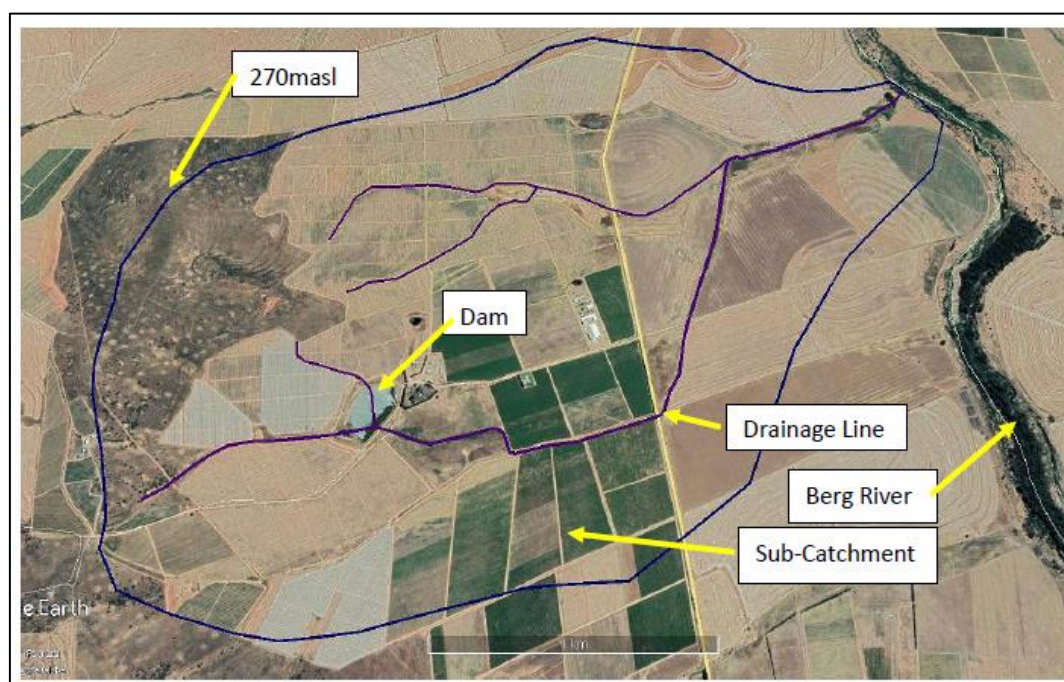 270masl
Dam
Drainage Line
Berg River
Sub-Catchment
e Earth
1 km